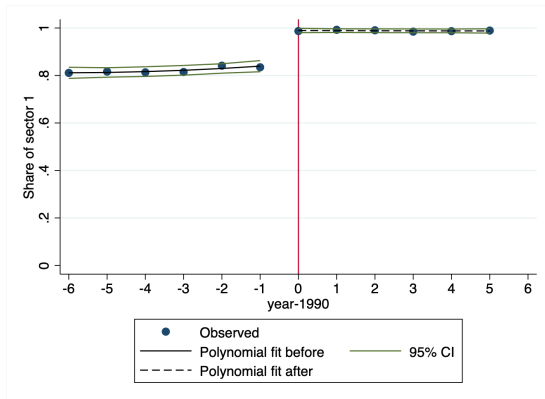 1
.8
.6
.4
.2
0
Share of sector 1
-6 -5 -4 -3 -2 -1 0 1 2 3 4 5 6
year-1990
Observed
Polynomial fit before 95% CI
Polynomial fit after